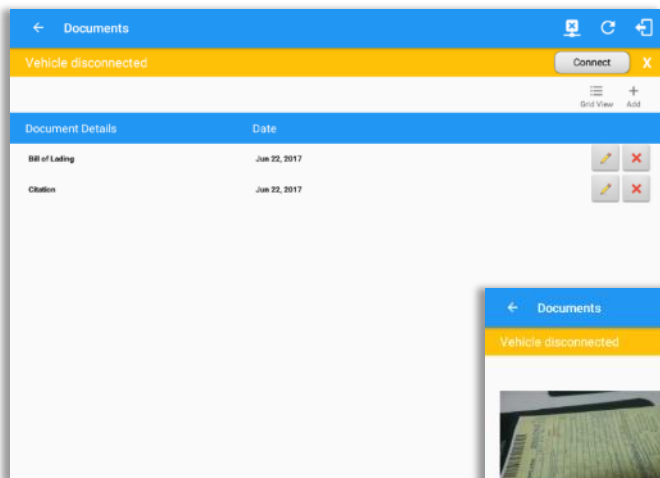 Documents
Vehicle disconnected
Connect X
Grid View Add
Document Details Date
Bill of Lading Jun 22, 2017
Citation Jun 22, 2017
Documents
Vehicle disconnected